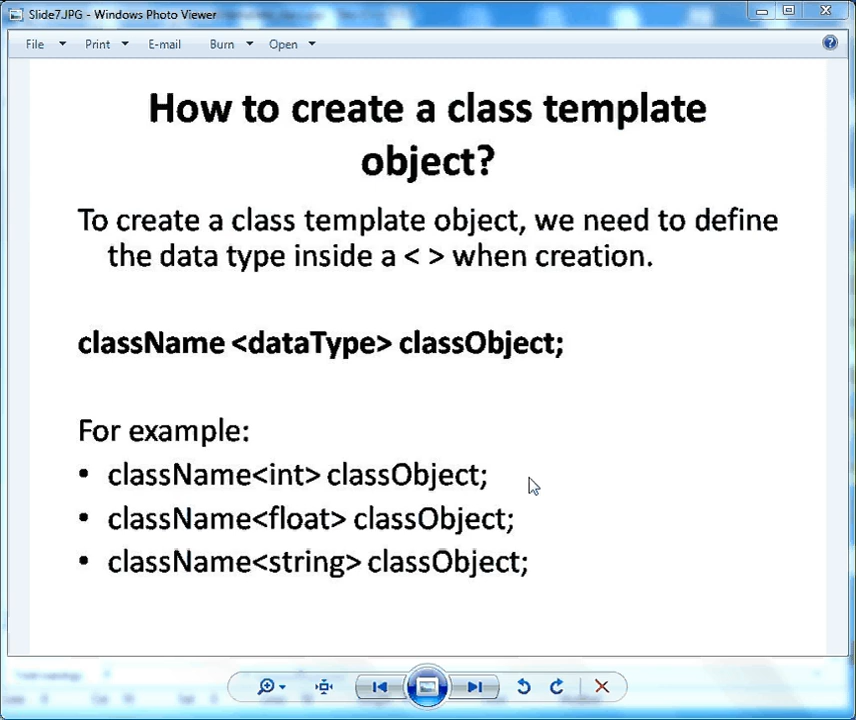 Slide7.JPG - Windows Photo Viewer
File Print E-mail Burn Open
How to create a class template
object?
To create a class template object, we need to define
the data type inside a < > when creation.
className <dataType> classObject;
For example:
• className<int> classObject;
• className<float> classObject;
• className<string> classObject;